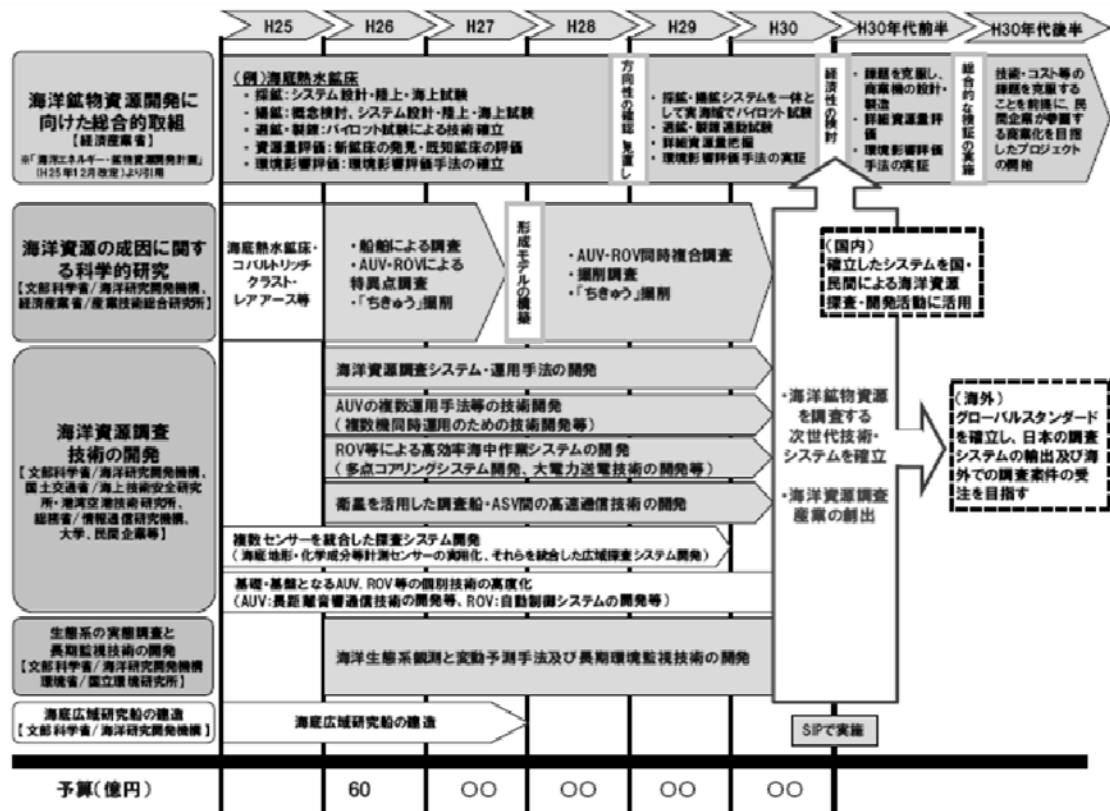 H25
H26
H27
H28
H29
H30
H30年代前半
H30年代後半
海洋鉱物資源開発に
向けた総合的取組
【経済産業省】
※「海洋エネルギー・鉱物資源開発計画」
(H25年12月改定)より引用
(例)海底熱水鉱床
・採鉱:システム設計・陸上・海上試験
・揚鉱:概念検討、システム設計・陸上・海上試験
・選鉱・製錬:パイロット試験による技術確立
・資源量評価:新鉱床の発見・既知鉱床の評価
・環境影響評価:環境影響評価手法の確立
方向性の確認・見直し
・採鉱・揚鉱システムを一体と
して実海域でパイロット試験
・選鉱・製錬連動試験
・詳細資源量把握
・環境影響評価手法の実証
経済性の検討
・課題を克服し、
商業機の設計・
製造
・詳細資源量評
価
・環境影響評価
手法の実証
総合的な検証の実施
技術・コスト等の
課題を克服する
ことを前提に、民
間企業が参画す
る商業化を目指
したプロジェクト
の開始
海洋資源の成因に関す
る科学的研究
【文部科学省/海洋研究開発機構、
経済産業省/産業技術総合研究所】
海底熱水鉱床・
コバルトリッチ
クラスト・
レアアース等
・船舶による調査
・AUV・ROVによる
特異点調査
・「ちきゅう」掘削
形成モデルの構築
・AUV・ROV同時複合調査
・掘削調査
・「ちきゅう」掘削
(国内)
確立したシステムを国・
民間による海洋資源
探査・開発活動に活用
海洋資源調査
技術の開発
【文部科学省/海洋研究開発機構、
国土交通省/海上技術安全研究
所・港湾空港技術研究所、
総務省/情報通信研究機構、
大学、民間企業等】
海洋資源調査システム・運用手法の開発
AUVの複数運用手法等の技術開発
(複数機同時運用のための技術開発等)
ROV等による高効率海中作業システムの開発
(多点コアリングシステム開発、大電力送電技術の開発等)
衛星を活用した調査船・ASV間の高速通信技術の開発
複数センサーを統合した探査システム開発
(海底地形・化学成分等計測センサーの実用化、それらを統合した広域探査システム開発)
基礎・基盤となるAUV、ROV等の個別技術の高度化
(AUV:長距離音響通信技術の開発等、ROV:自動制御システムの開発等)
・海洋鉱物資源
を調査する
次世代技術・
システムを確立
・海洋資源調査
産業の創出
(海外)
グローバルスタンダード
を確立し、日本の調査
システムの輸出及び海
外での調査案件の受
注を目指す
生態系の実態調査と
長期監視技術の開発
【文部科学省/海洋研究開発機構
環境省/国立環境研究所】
海洋生態系観測と変動予測手法及び長期環境監視技術の開発
海底広域研究船の建造
【文部科学省/海洋研究開発機構】
海底広域研究船の建造
SIPで実施
予算(億円)
60
○○
○○
○○
○○